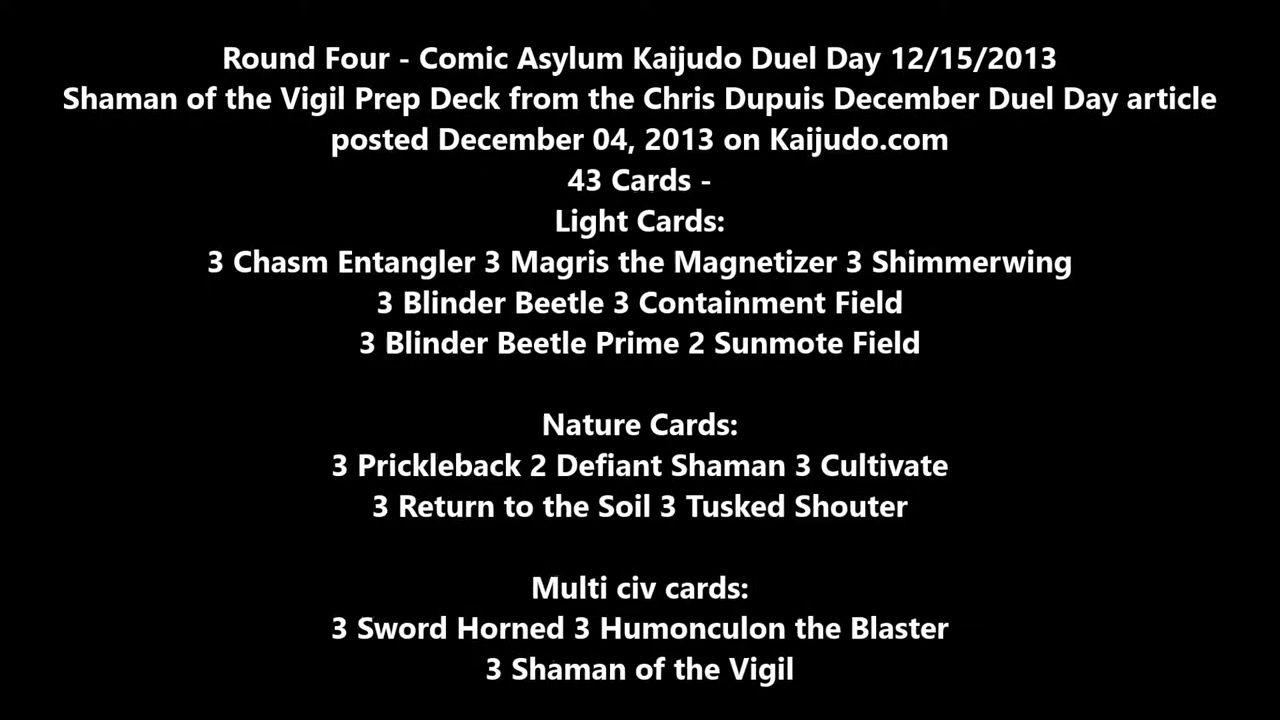 Round Four - Comic Asylum Kaijudo Duel Day 12/15/2013
Shaman of the Vigil Prep Deck from the Chris Dupuis December Duel Day article
posted December 04, 2013 on Kaijudo.com
43 Cards -
Light Cards:
3 Chasm Entangler 3 Magris the Magnetizer 3 Shimmerwing
3 Blinder Beetle 3 Containment Field
3 Blinder Beetle Prime 2 Sunmote Field
Nature Cards:
3 Prickleback 2 Defiant Shaman 3 Cultivate
3 Return to the Soil 3 Tusked Shouter
Multi civ cards:
3 Sword Horned 3 Humonculon the Blaster
3 Shaman of the Vigil